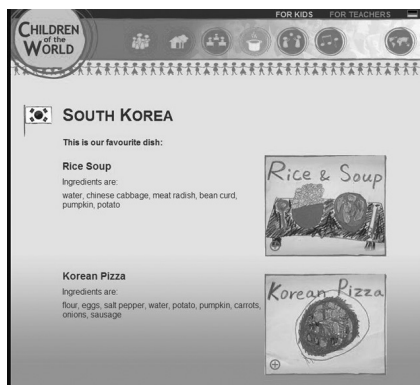 FOR KIDS FOR TEACHERS
CHILDREN
of the
WORLD
SOUTH KOREA
This is our favourite dish:
Rice Soup
Ingredients are:
water, chinese cabbage, meat radish, bean curd,
pumpkin, potato
Rice & Soup
Korean Pizza
Ingredients are:
flour, eggs, salt pepper, water, potato, pumpkin, carrots,
onions, sausage
Korean Pizza